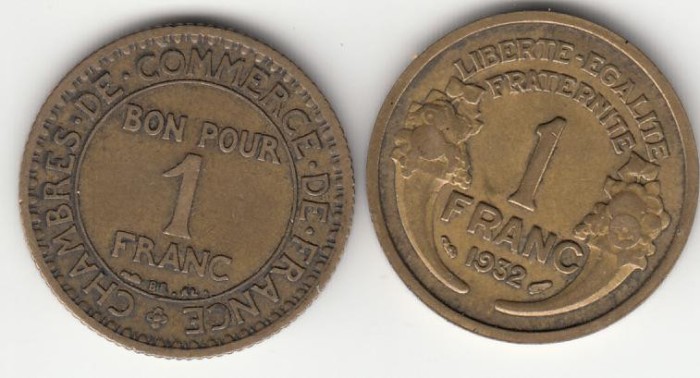 CHAMBRES·DE·COMMERCE·DE·FRANCE
BON POUR
1
FRANC
LIBERTE-EGALITE
FRATERNITE
1
FRANC
1932